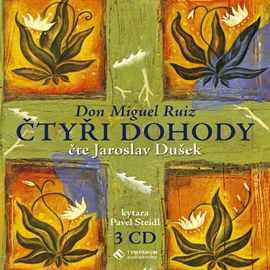 Don Miguel Ruiz
ČTYŘI DOHODY
čte Jaroslav Dušek
kytara
Pavel Steidl
3 CD
TYMPANUM
audioknihy